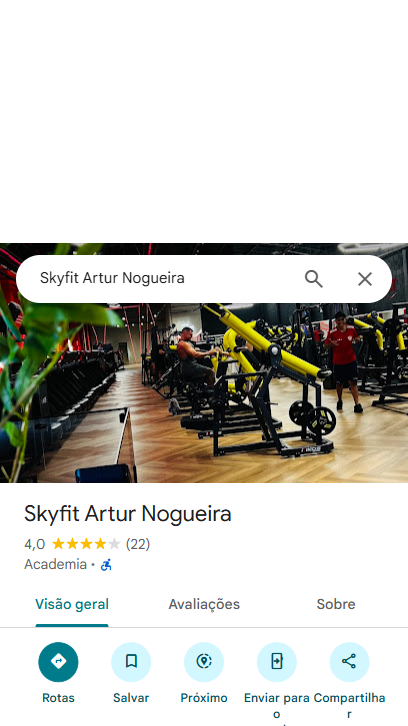 Skyfit Artur Nogueira
Skyfit Artur Nogueira
4,0 (22)
Academia •
Visão geral Avaliações Sobre
Rotas Salvar Próximo Enviar para o Compartilhar